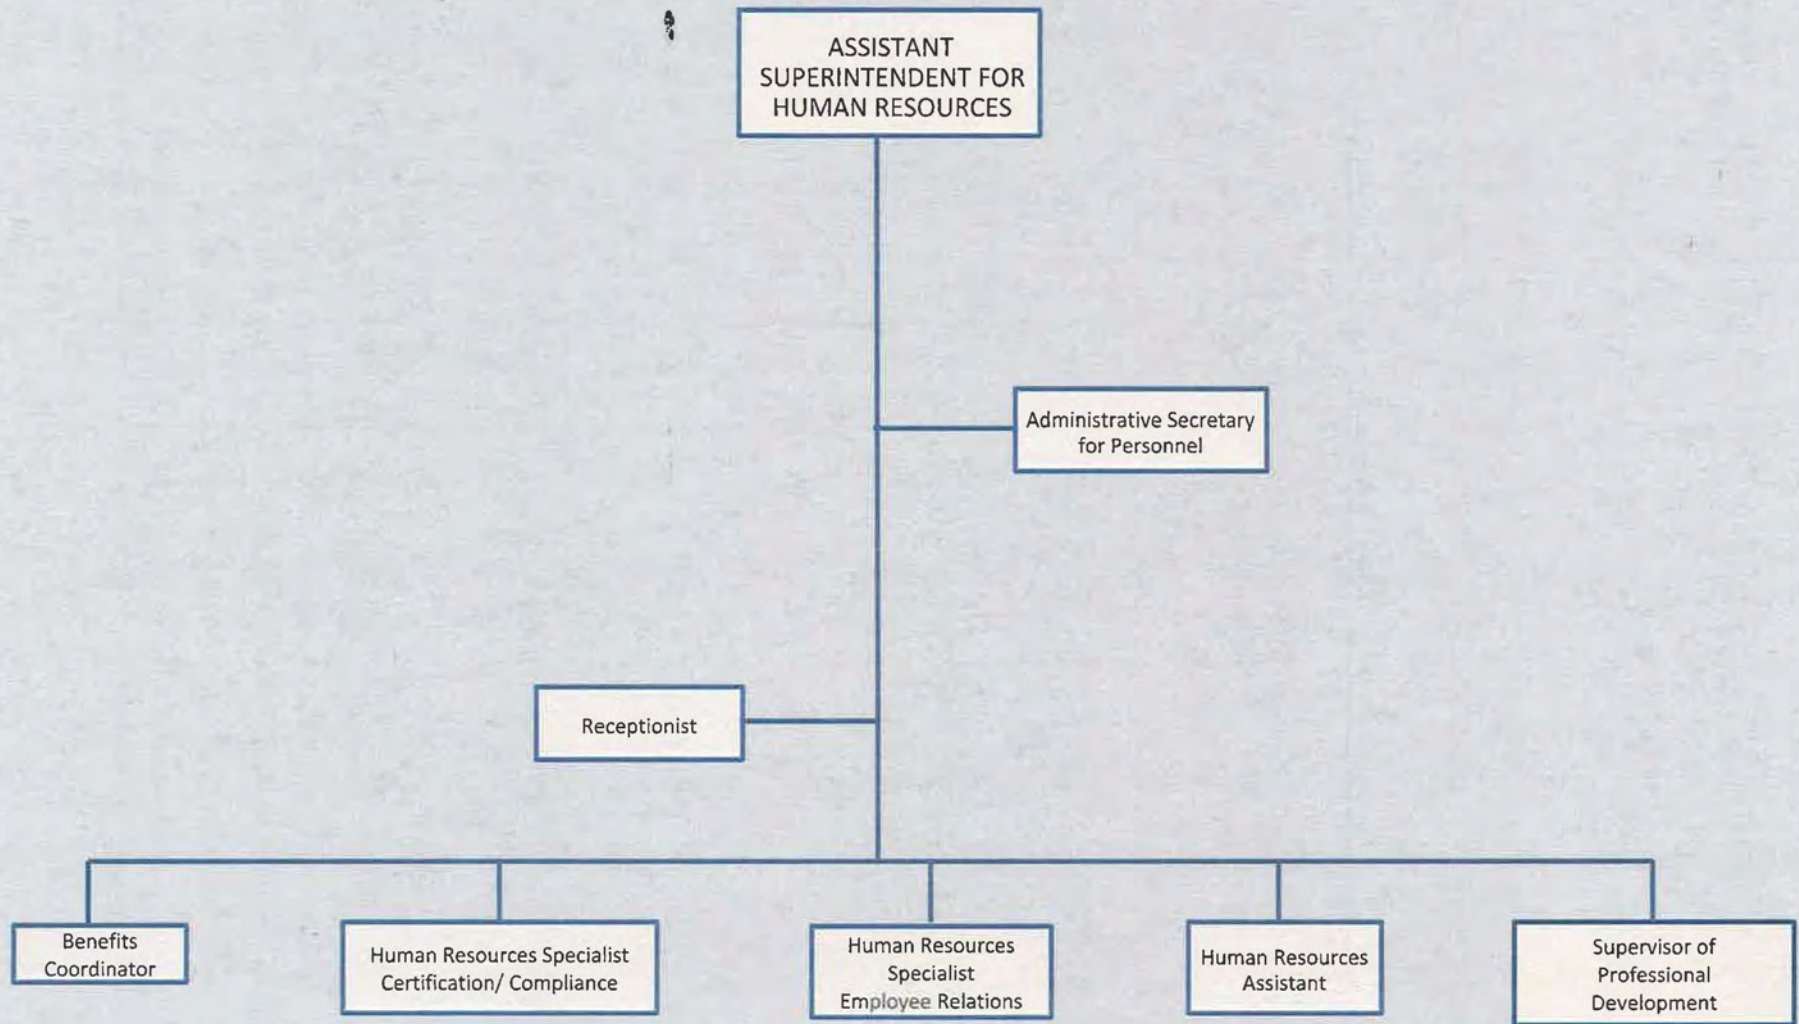 ASSISTANT
SUPERINTENDENT FOR
HUMAN RESOURCES
Administrative Secretary
for Personnel
Receptionist
Benefits
Coordinator
Human Resources Specialist
Certification/ Compliance
Human Resources
Specialist
Employee Relations
Human Resources
Assistant
Supervisor of
Professional
Development